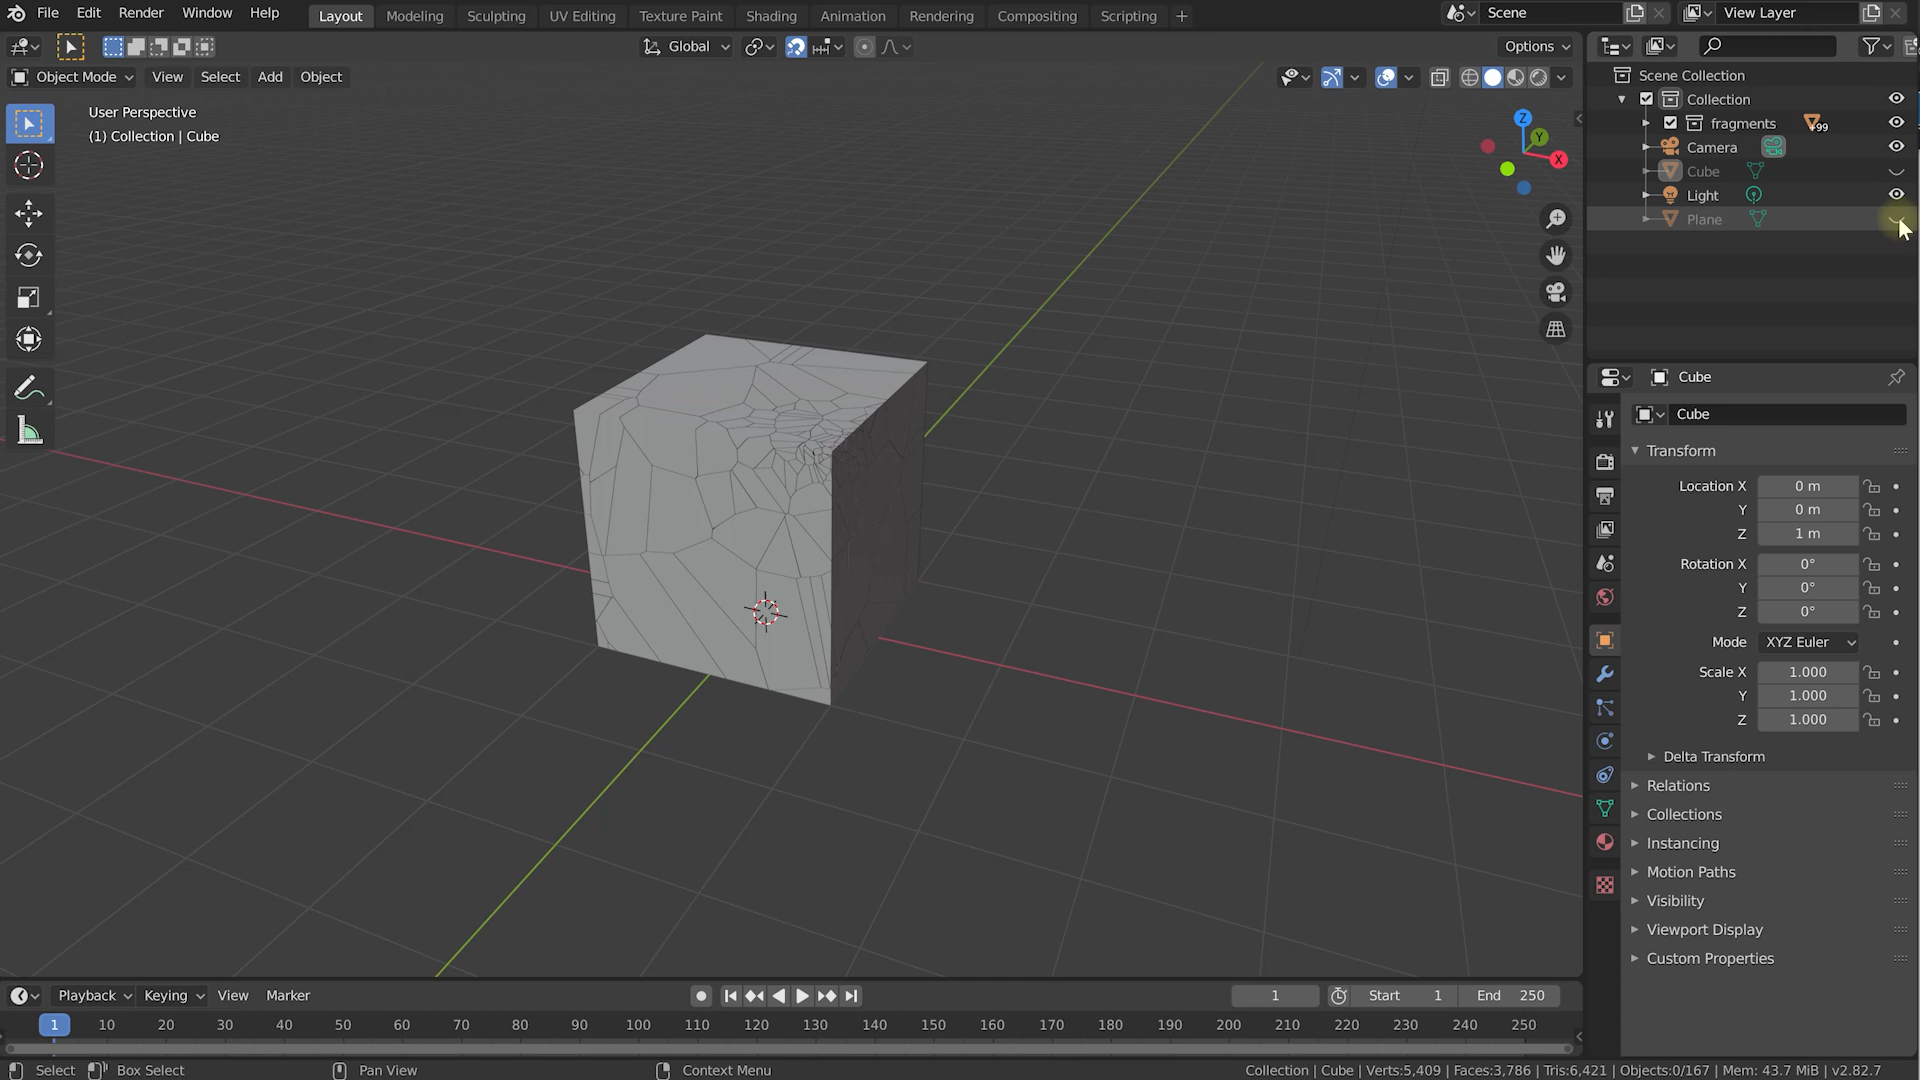 File Edit Render Window Help Layout Modeling Sculpting UV Editing Texture Paint Shading Animation Rendering Compositing Scripting + Scene View Layer
Global Options
Object Mode View Select Add Object
User Perspective
(1) Collection | Cube
Z Y X
Scene Collection
Collection
fragments +99
Camera
Cube
Light
Plane
Cube
Cube
Transform
Location X 0 m
Y 0 m
Z 1 m
Rotation X 0°
Y 0°
Z 0°
Mode XYZ Euler
Scale X 1.000
Y 1.000
Z 1.000
Delta Transform
Relations
Collections
Instancing
Motion Paths
Visibility
Viewport Display
Custom Properties
Playback Keying View Marker 1 Start 1 End 250
1 10 20 30 40 50 60 70 80 90 100 110 120 130 140 150 160 170 180 190 200 210 220 230 240 250
Select Box Select Pan View Context Menu Collection | Cube | Verts:5,409 | Faces:3,786 | Tris:6,421 | Objects:0/167 | Mem: 43.7 MiB | v2.82.7